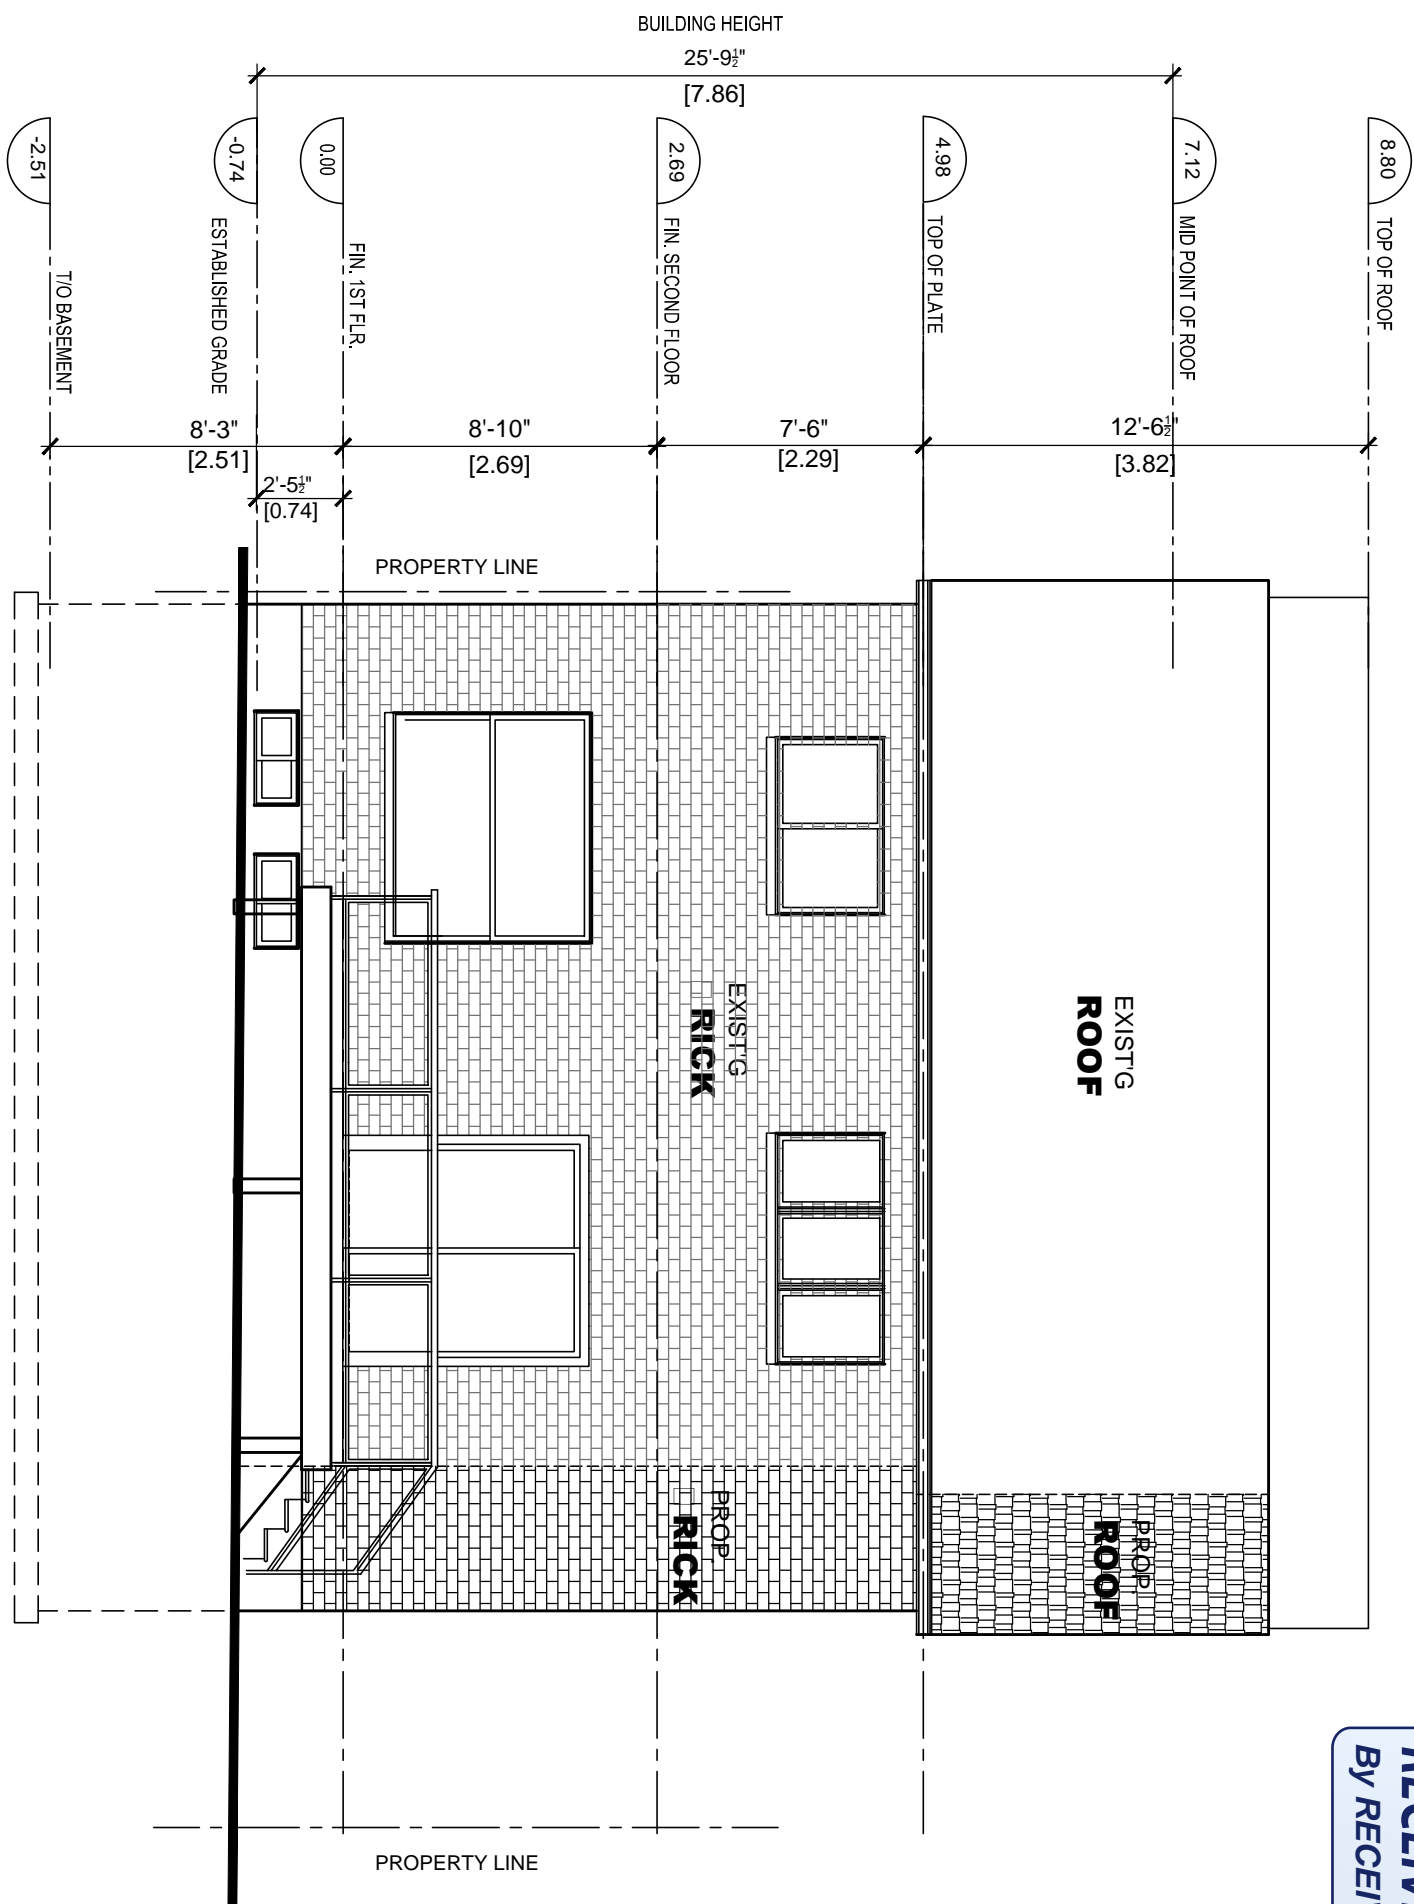 BUILDING HEIGHT
25'-9½"
[7.86]
-2.51
T/O BASEMENT
-0.74
ESTABLISHED GRADE
0.00
FIN. 1ST FLR.
2.69
FIN. SECOND FLOOR
4.98
TOP OF PLATE
7.12
MID POINT OF ROOF
8.80
TOP OF ROOF
8'-3"
[2.51]
8'-10"
[2.69]
7'-6"
[2.29]
12'-6½"
[3.82]
2'-5½"
[0.74]
PROPERTY LINE
EXIST'G
RICK
EXIST'G
ROOF
PROP.
RICK
PROP.
ROOF
PROPERTY LINE
By RECEI